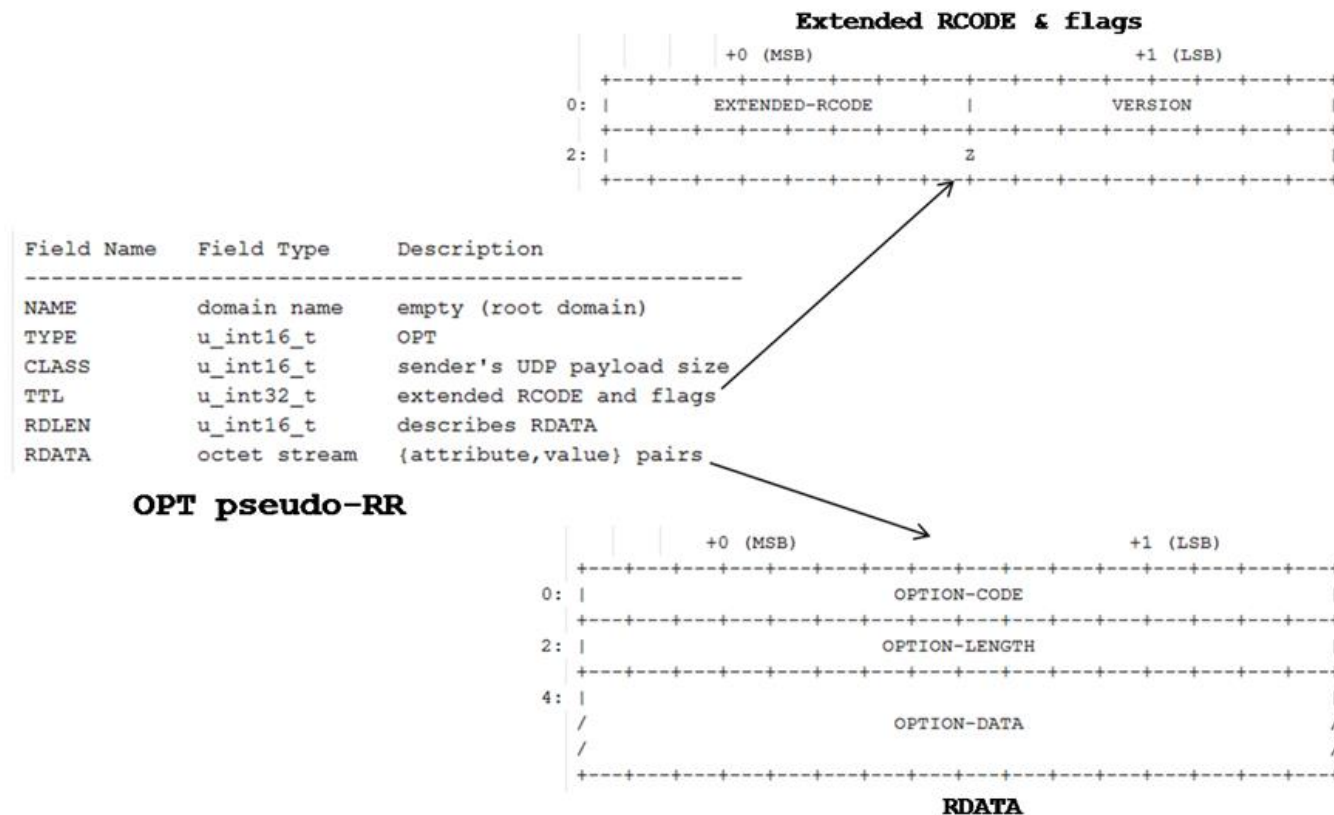 Extended RCODE & flags
+0 (MSB) +1 (LSB)
+---+---+---+---+---+---+---+---+---+---+---+---+---+---+---+---+
0: | EXTENDED-RCODE | VERSION |
+---+---+---+---+---+---+---+---+---+---+---+---+---+---+---+---+
2: | Z |
+---+---+---+---+---+---+---+---+---+---+---+---+---+---+---+---+
Field Name Field Type Description
------------------------------------------------------
NAME domain name empty (root domain)
TYPE u_int16_t OPT
CLASS u_int16_t sender's UDP payload size
TTL u_int32_t extended RCODE and flags
RDLEN u_int16_t describes RDATA
RDATA octet stream {attribute,value} pairs
OPT pseudo-RR
+0 (MSB) +1 (LSB)
+---+---+---+---+---+---+---+---+---+---+---+---+---+---+---+---+
0: | OPTION-CODE |
+---+---+---+---+---+---+---+---+---+---+---+---+---+---+---+---+
2: | OPTION-LENGTH |
+---+---+---+---+---+---+---+---+---+---+---+---+---+---+---+---+
4: | |
/ OPTION-DATA /
/ /
+---+---+---+---+---+---+---+---+---+---+---+---+---+---+---+---+
RDATA